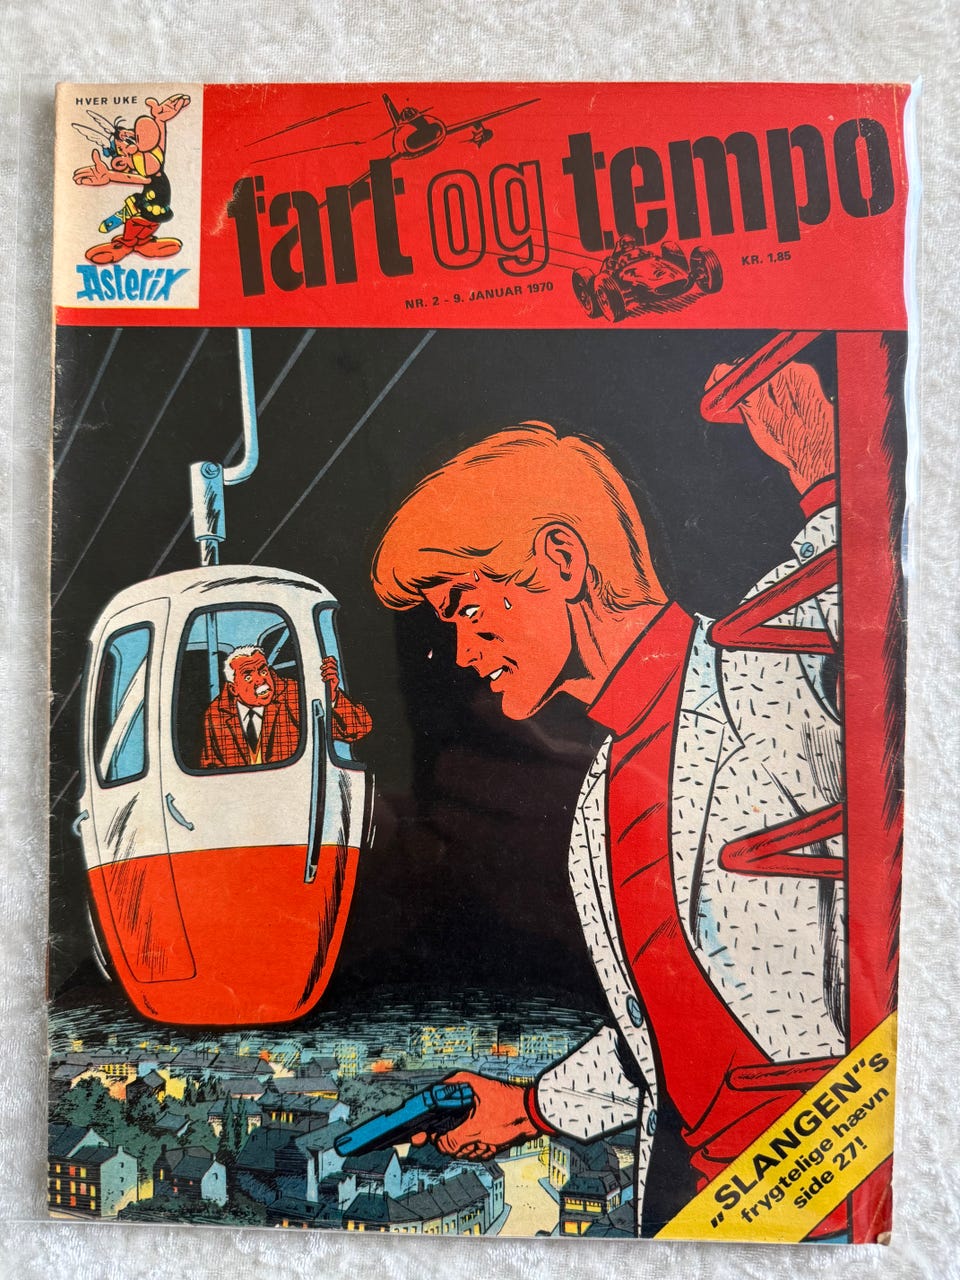 HVER UKE
Asterix
fart og tempo
NR. 2 - 9. JANUAR 1970
KR. 1,85
„SLANGEN"s
frygtelige hævn
side 27!